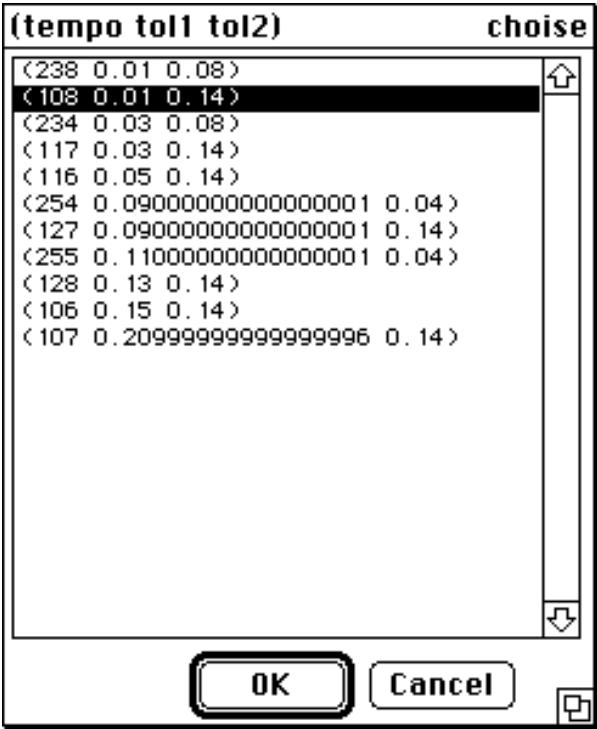 (tempo tol1 tol2) choise
(238 0.01 0.08)
(108 0.01 0.14)
(234 0.03 0.08)
(117 0.03 0.14)
(116 0.05 0.14)
(254 0.09000000000000001 0.04)
(127 0.09000000000000001 0.14)
(255 0.11000000000000001 0.04)
(128 0.13 0.14)
(106 0.15 0.14)
(107 0.20999999999999996 0.14)
OK Cancel